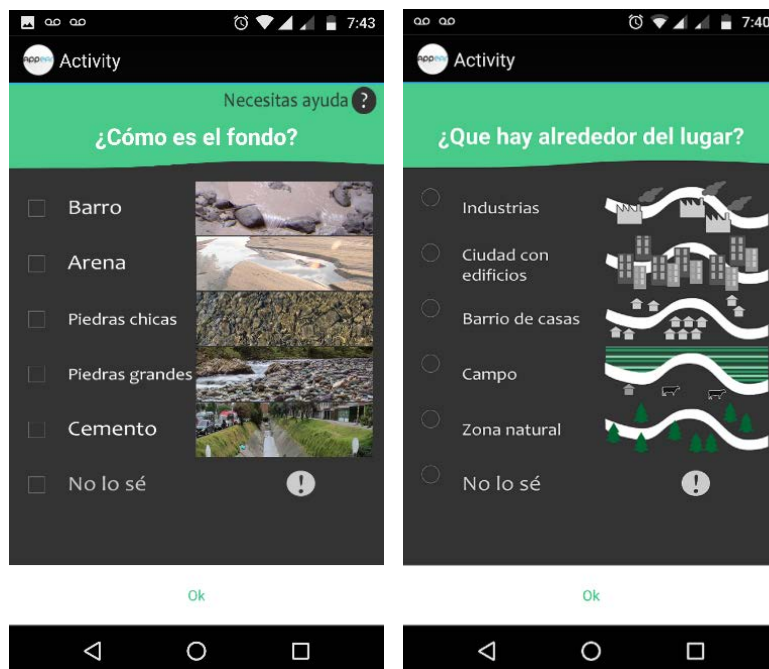 7:43
appear
Activity
Necesitas ayuda ?
¿Cómo es el fondo?
Barro
Arena
Piedras chicas
Piedras grandes
Cemento
No lo sé
!
Ok
7:40
Activity
¿Que hay alrededor del lugar?
Industrias
Ciudad con
edificios
Barrio de casas
Campo
Zona natural
No lo sé
!
Ok